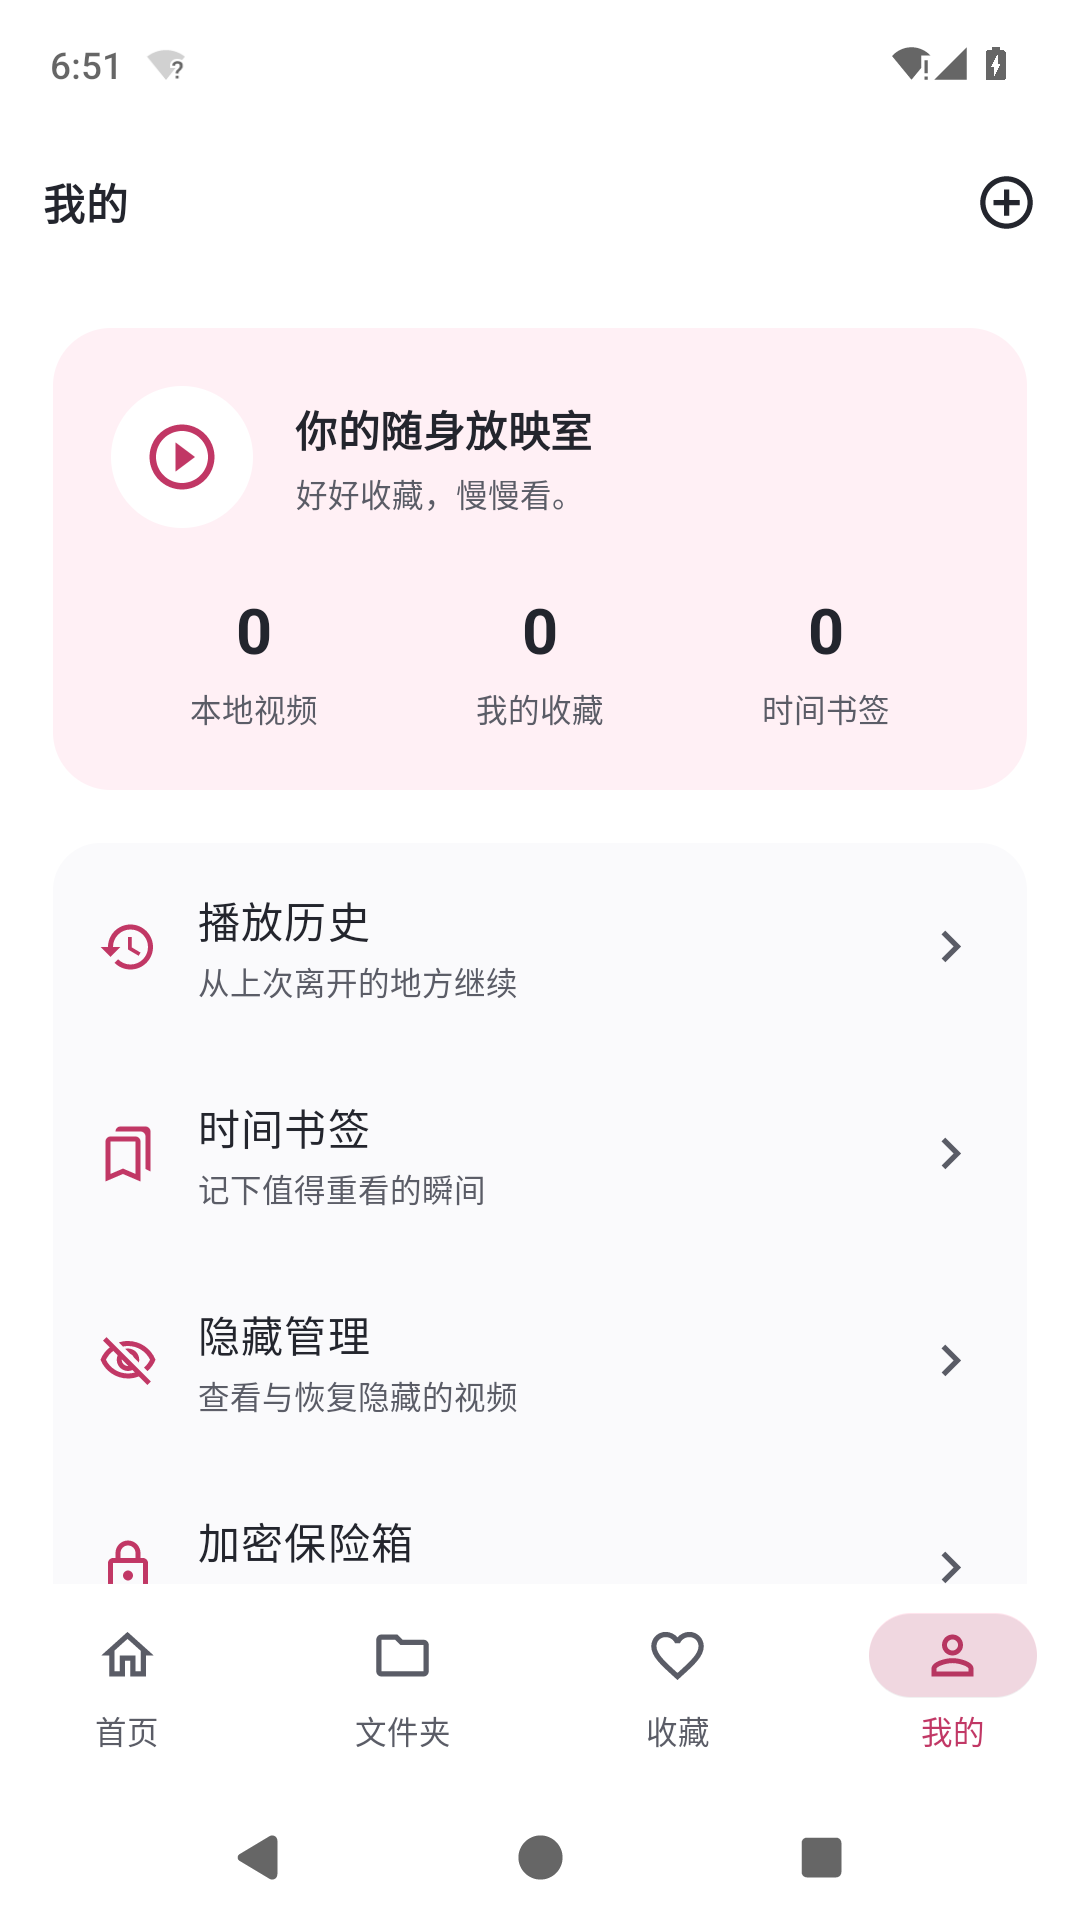 6:51
我的
你的随身放映室
好好收藏，慢慢看。
0 0 0
本地视频 我的收藏 时间书签
播放历史
从上次离开的地方继续
时间书签
记下值得重看的瞬间
隐藏管理
查看与恢复隐藏的视频
加密保险箱
首页 文件夹 收藏 我的